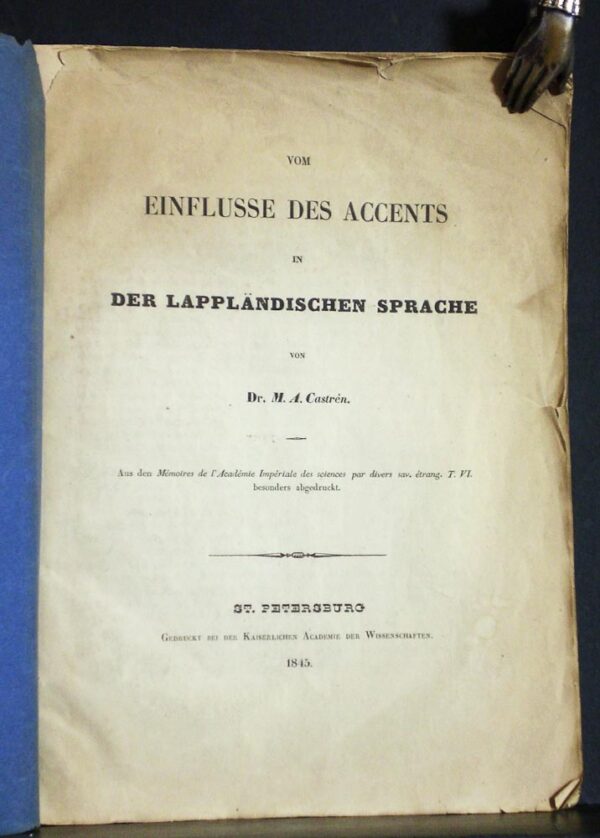 VOM
EINFLUSSE DES ACCENTS
IN
DER LAPPLÄNDISCHEN SPRACHE
VON
Dr. M. A. Castrén.
Aus den Mémoires de l'Académie Impériale des sciences par divers sav. étrang. T. VI.
besonders abgedruckt.
ST. PETERSBURG
GEDRUCKT BEI DER KAISERLICHEN ACADEMIE DER WISSENSCHAFTEN.
1845.